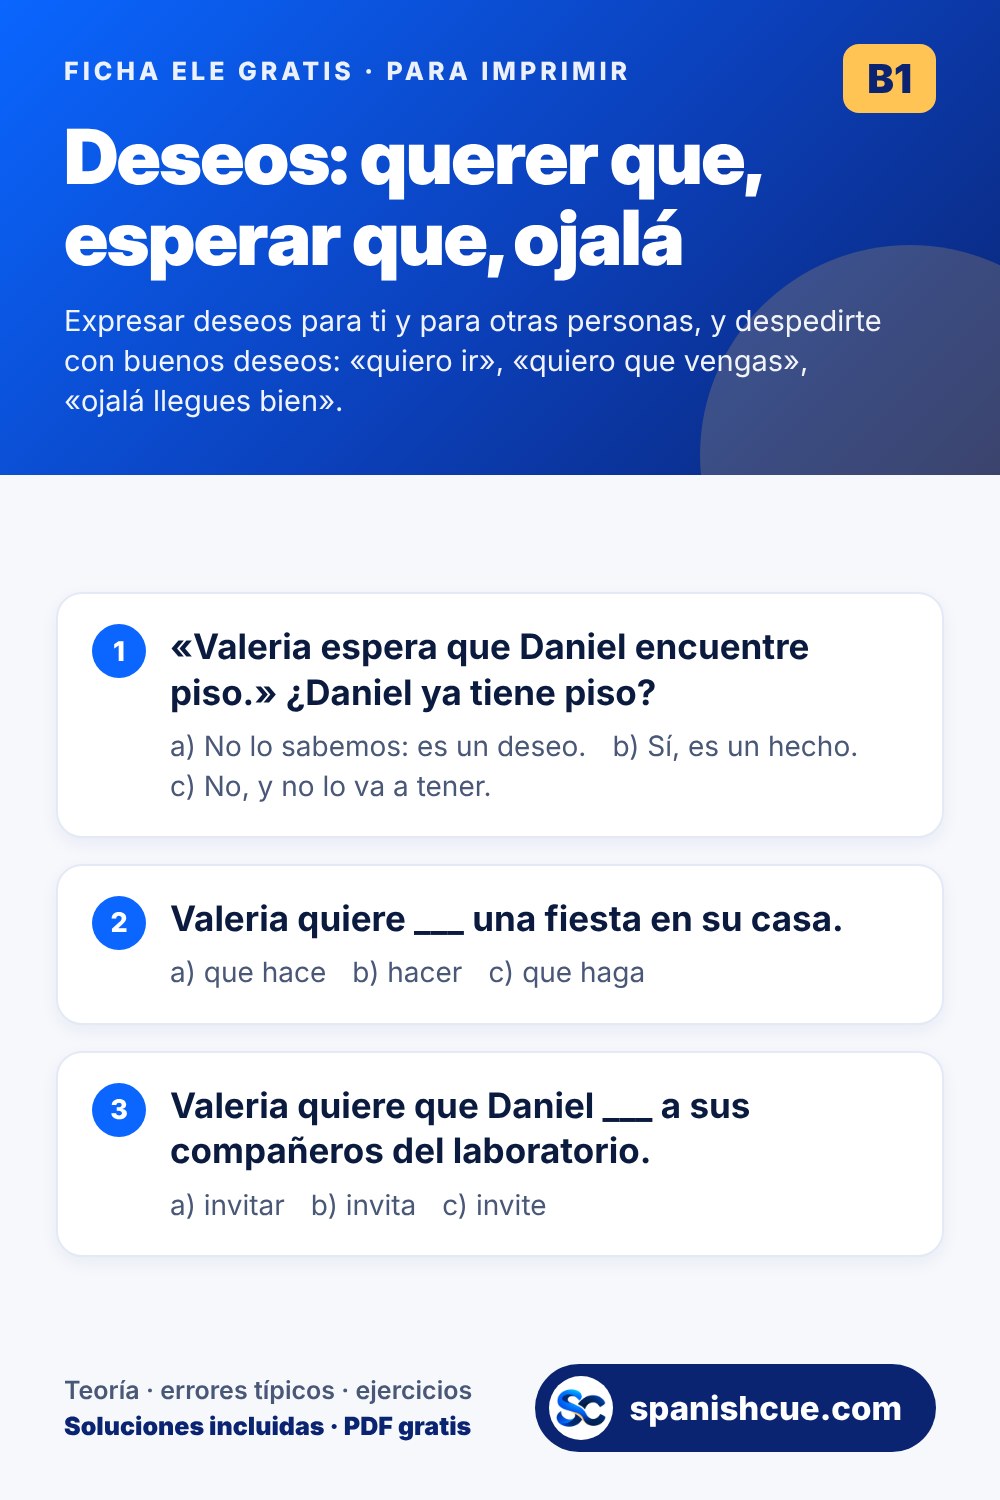 FICHA ELE GRATIS · PARA IMPRIMIR
B1
Deseos: querer que,
esperar que, ojalá
Expresar deseos para ti y para otras personas, y despedirte
con buenos deseos: «quiero ir», «quiero que vengas»,
«ojalá llegues bien».
1
«Valeria espera que Daniel encuentre
piso.» ¿Daniel ya tiene piso?
a) No lo sabemos: es un deseo. b) Sí, es un hecho.
c) No, y no lo va a tener.
2
Valeria quiere ___ una fiesta en su casa.
a) que hace b) hacer c) que haga
3
Valeria quiere que Daniel ___ a sus
compañeros del laboratorio.
a) invitar b) invita c) invite
Teoría · errores típicos · ejercicios
Soluciones incluidas · PDF gratis
SC spanishcue.com